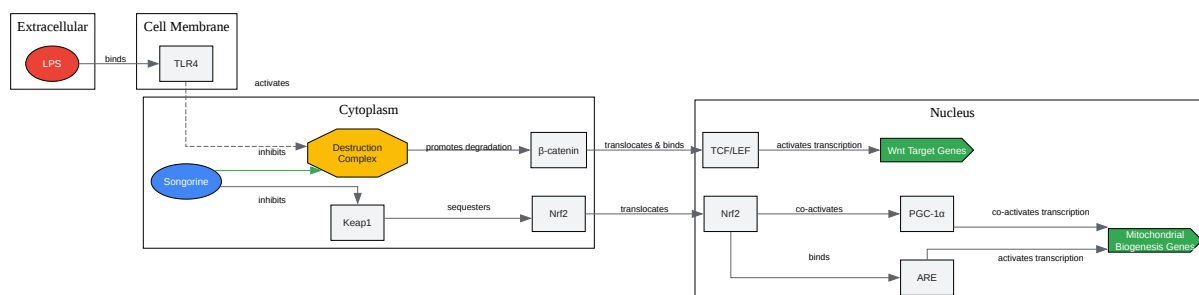 Extracellular
Cell Membrane
LPS
binds
TLR4
activates
Cytoplasm
Nucleus
inhibits
Destruction
Complex
promotes degradation
β-catenin
translocates & binds
TCF/LEF
activates transcription
Wnt Target Genes
Songorine
inhibits
Keap1
sequesters
Nrf2
translocates
Nrf2
co-activates
PGC-1α
co-activates transcription
Mitochondrial
Biogenesis Genes
binds
ARE
activates transcription